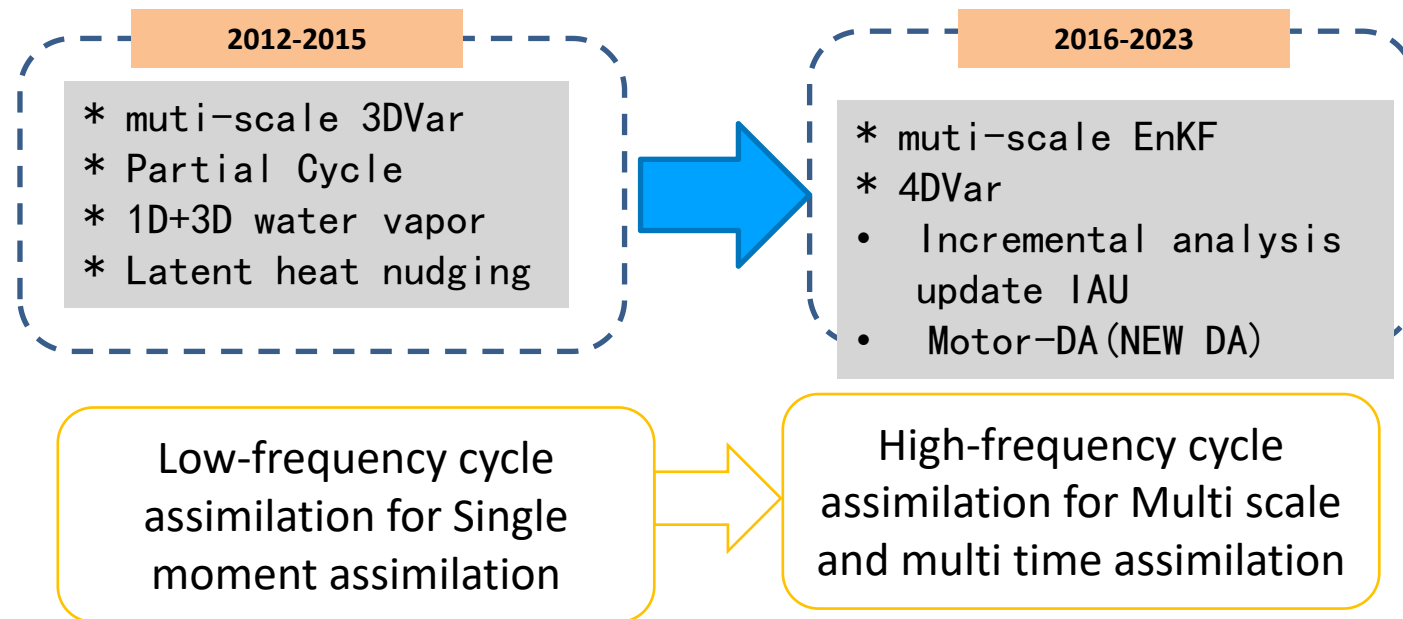 2012-2015
* muti-scale 3DVar
* Partial Cycle
* 1D+3D water vapor
* Latent heat nudging
2016-2023
* muti-scale EnKF
* 4DVar
• Incremental analysis
update IAU
• Motor-DA(NEW DA)
Low-frequency cycle
assimilation for Single
moment assimilation
High-frequency cycle
assimilation for Multi scale
and multi time assimilation